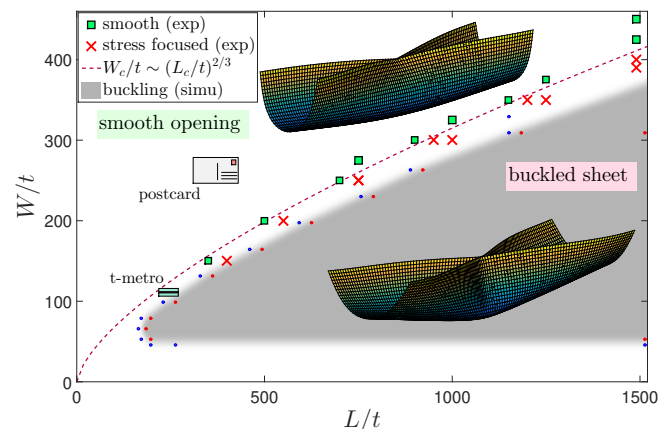 smooth (exp)
stress focused (exp)
W_c/t ∼ (L_c/t)^{2/3}
buckling (simu)
smooth opening
postcard
t-metro
buckled sheet
400
300
200
100
0
W/t
0 500 1000 1500
L/t